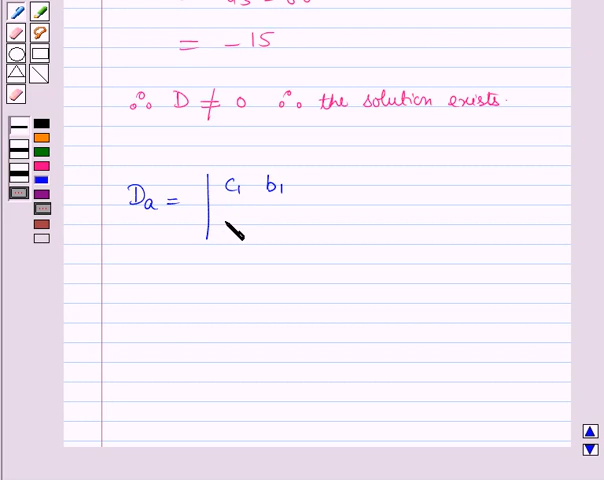 = -15
∴ D ≠ 0 ∴ the solution exists.
Da = | c1 b1